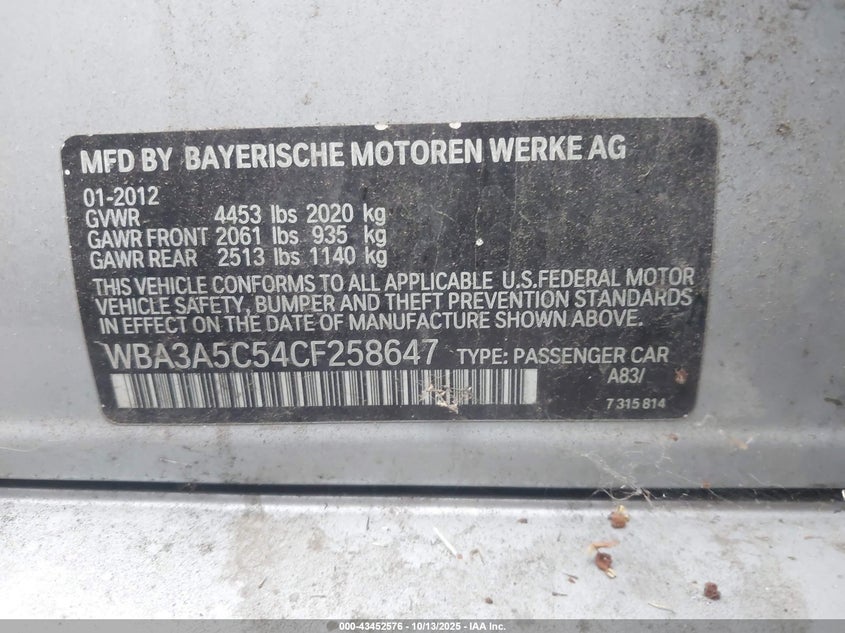 MFD BY BAYERISCHE MOTOREN WERKE AG
01-2012
GVWR 4453 lbs 2020 kg
GAWR FRONT 2061 lbs 935 kg
GAWR REAR 2513 lbs 1140 kg
THIS VEHICLE CONFORMS TO ALL APPLICABLE U.S.FEDERAL MOTOR
VEHICLE SAFETY, BUMPER AND THEFT PREVENTION STANDARDS
IN EFFECT ON THE DATE OF MANUFACTURE SHOWN ABOVE.
WBA3A5C54CF258647 TYPE: PASSENGER CAR
A83/
7 315 814
000-43452576 | 10/13/2025 - IAA Inc.